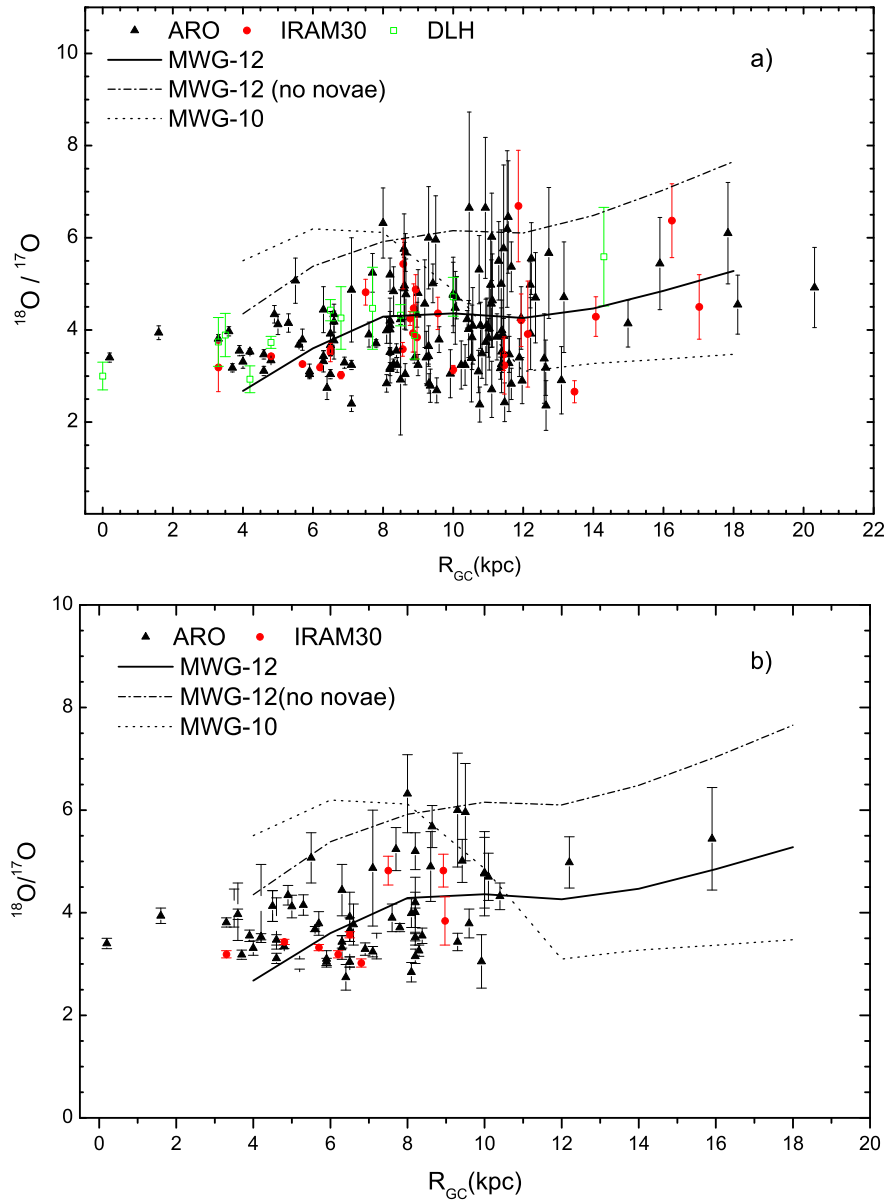 ARO IRAM30 DLH
MWG-12
MWG-12 (no novae)
MWG-10
a)
10
8
6
4
2
¹⁸O / ¹⁷O
0 2 4 6 8 10 12 14 16 18 20 22
R_GC(kpc)
ARO IRAM30
MWG-12
MWG-12(no novae)
MWG-10
b)
10
8
6
4
2
0
¹⁸O/¹⁷O
0 2 4 6 8 10 12 14 16 18 20
R_GC(kpc)